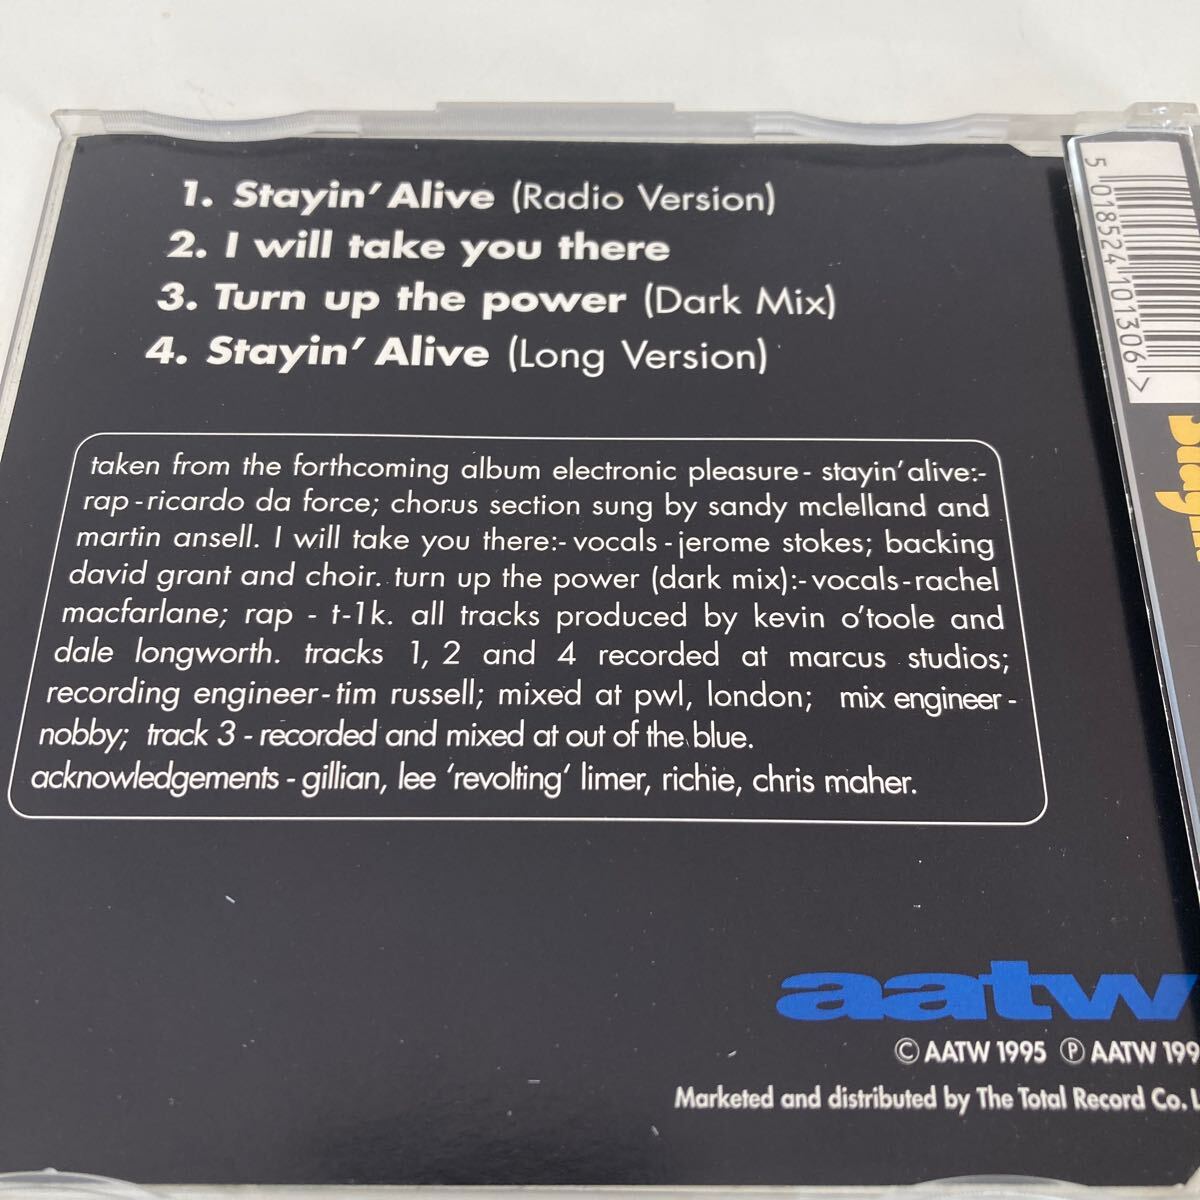 1. Stayin' Alive (Radio Version)
2. I will take you there
3. Turn up the power (Dark Mix)
4. Stayin' Alive (Long Version)
taken from the forthcoming album electronic pleasure - stayin' alive:-
rap - ricardo da force; chorus section sung by sandy mclelland and
martin ansell. I will take you there:- vocals - jerome stokes; backing
david grant and choir. turn up the power (dark mix):- vocals - rachel
macfarlane; rap - t-1k. all tracks produced by kevin o'toole and
dale longworth. tracks 1, 2 and 4 recorded at marcus studios;
recording engineer - tim russell; mixed at pwl, london; mix engineer -
nobby; track 3 - recorded and mixed at out of the blue.
acknowledgements - gillian, lee 'revolting' limer, richie, chris maher.
aatw
© AATW 1995 ℗ AATW 199
Marketed and distributed by The Total Record Co. L
5 018524 101306 >